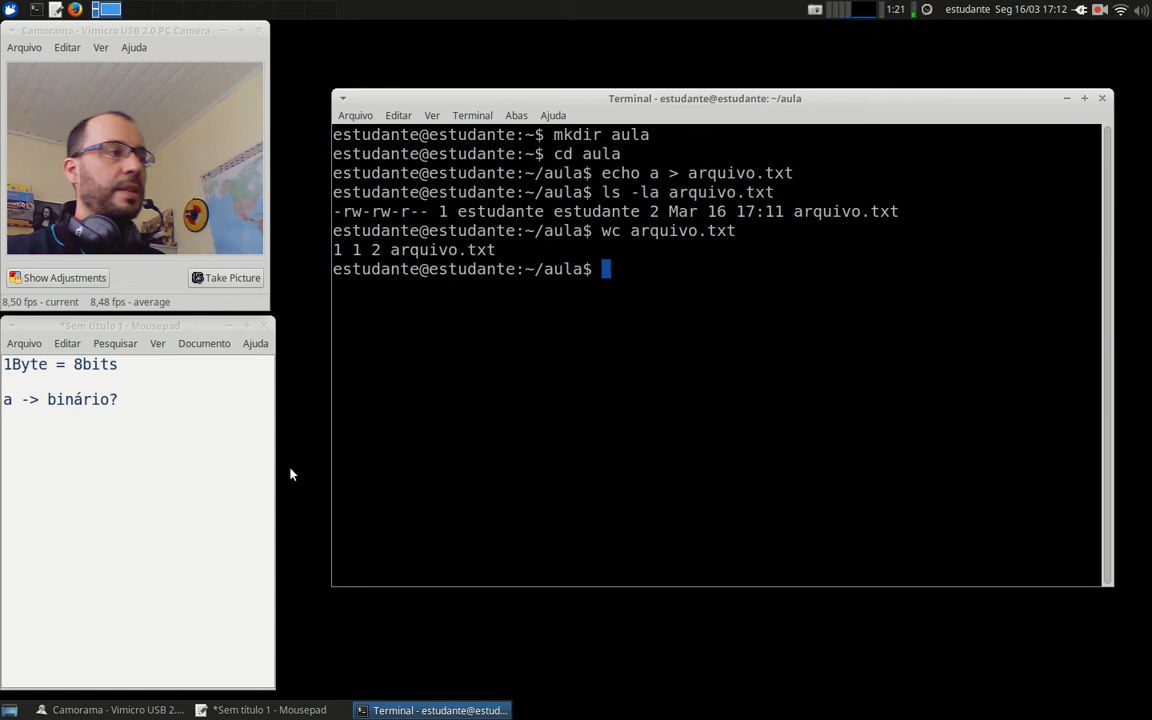 1:21
estudante Seg 16/03 17:12
Camorama - Vimicro USB 2.0 PC Camera
Arquivo Editar Ver Ajuda
Show Adjustments
Take Picture
8,50 fps - current 8,48 fps - average
*Sem título 1 - Mousepad
Arquivo Editar Pesquisar Ver Documento Ajuda
1Byte = 8bits
a -> binário?
Terminal - estudante@estudante: ~/aula
Arquivo Editar Ver Terminal Abas Ajuda
estudante@estudante:~$ mkdir aula
estudante@estudante:~$ cd aula
estudante@estudante:~/aula$ echo a > arquivo.txt
estudante@estudante:~/aula$ ls -la arquivo.txt
-rw-rw-r-- 1 estudante estudante 2 Mar 16 17:11 arquivo.txt
estudante@estudante:~/aula$ wc arquivo.txt
1 1 2 arquivo.txt
estudante@estudante:~/aula$
Camorama - Vimicro USB 2....
*Sem título 1 - Mousepad
Terminal - estudante@estud...